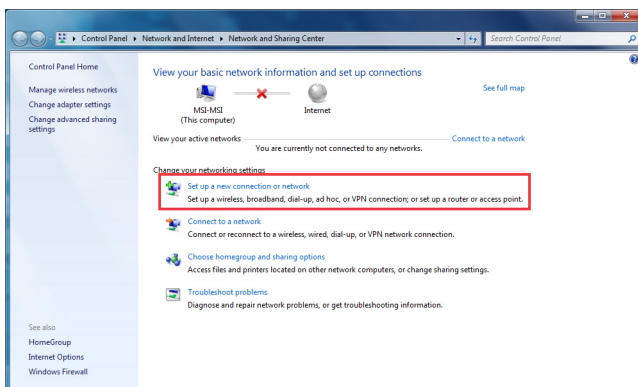 Control Panel ▸ Network and Internet ▸ Network and Sharing Center
Search Control Panel
Control Panel Home
Manage wireless networks
Change adapter settings
Change advanced sharing
settings
View your basic network information and set up connections
See full map
MSI-MSI
(This computer)
Internet
View your active networks
Connect to a network
You are currently not connected to any networks.
Change your networking settings
Set up a new connection or network
Set up a wireless, broadband, dial-up, ad hoc, or VPN connection; or set up a router or access point.
Connect to a network
Connect or reconnect to a wireless, wired, dial-up, or VPN network connection.
Choose homegroup and sharing options
Access files and printers located on other network computers, or change sharing settings.
Troubleshoot problems
Diagnose and repair network problems, or get troubleshooting information.
See also
HomeGroup
Internet Options
Windows Firewall